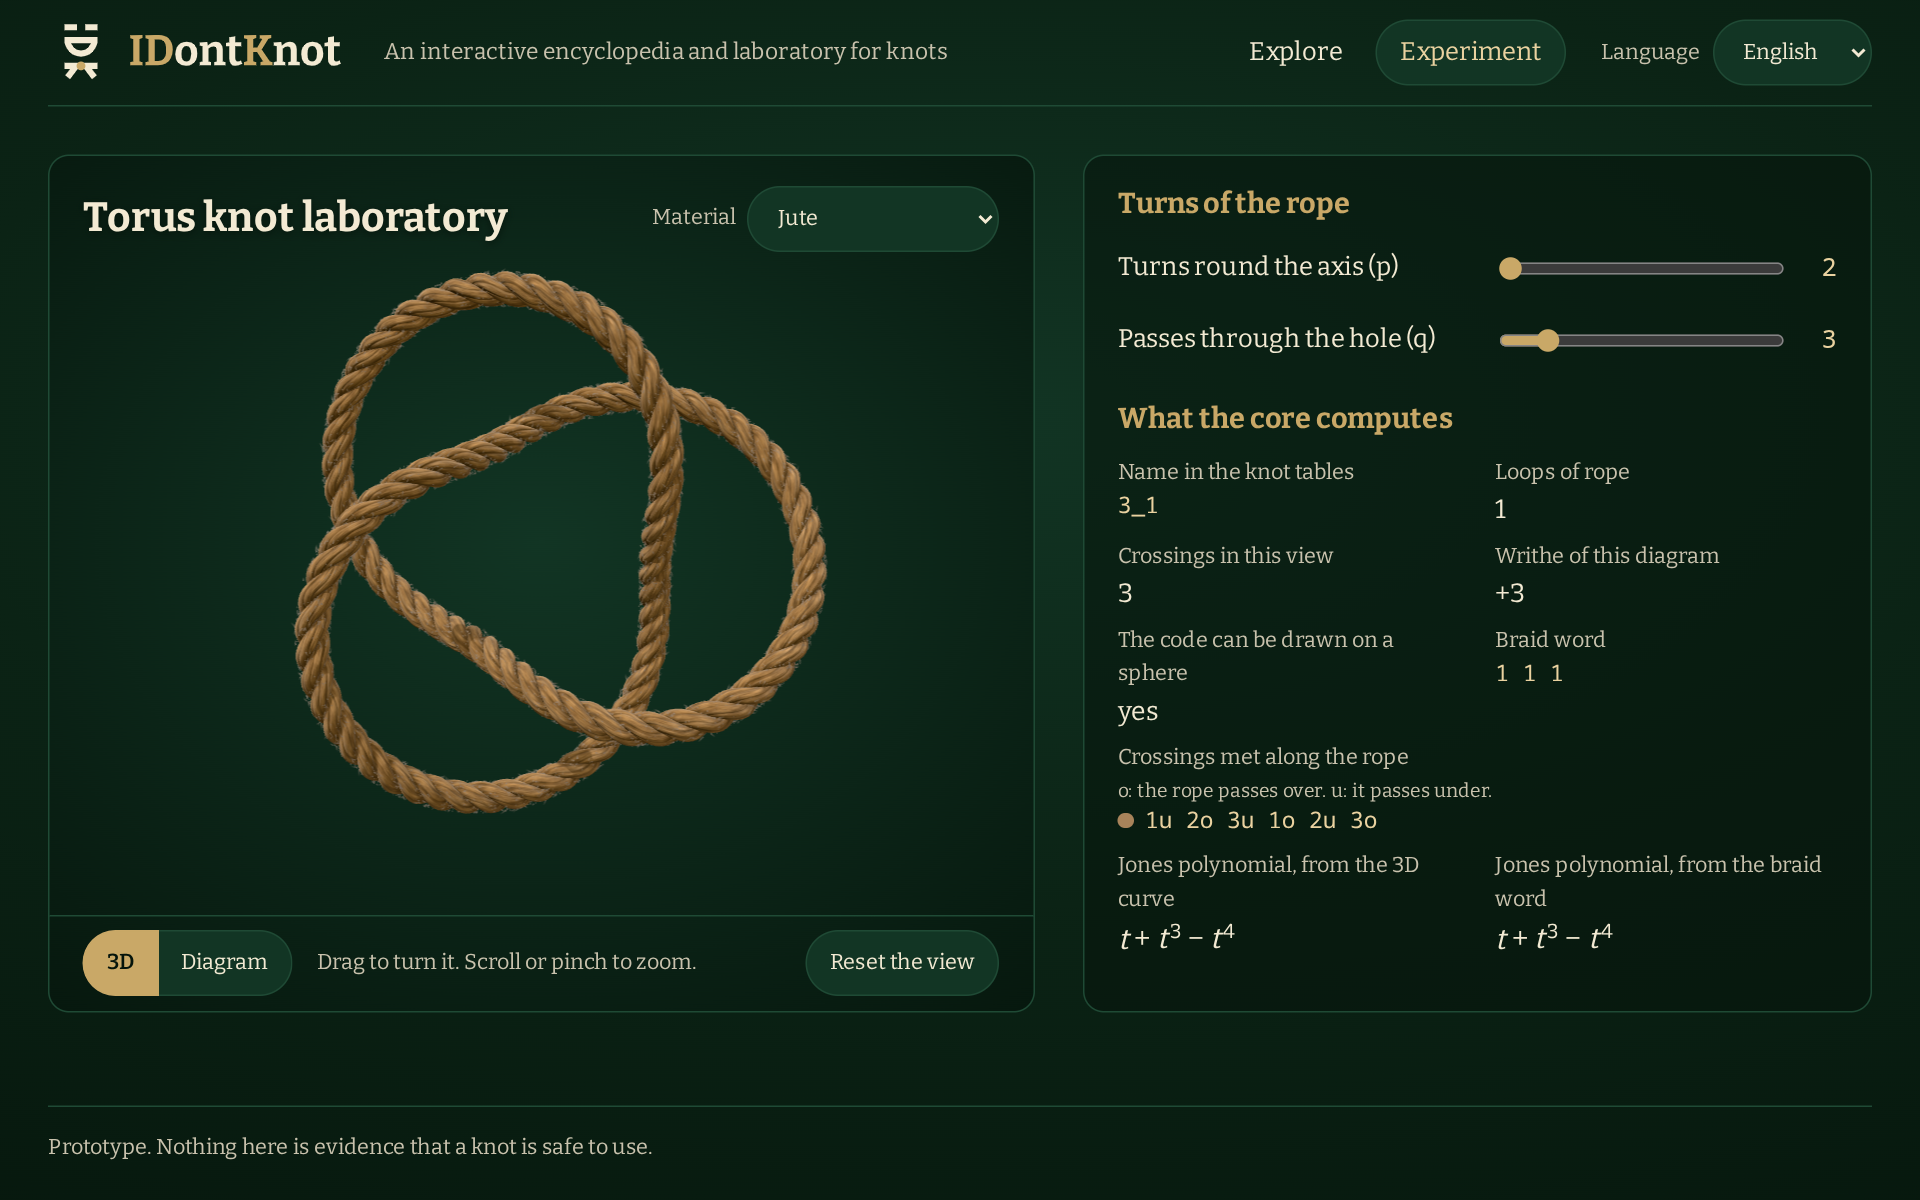 IDontKnot
An interactive encyclopedia and laboratory for knots
Explore
Experiment
Language
English
Torus knot laboratory
Material
Jute
3D
Diagram
Drag to turn it. Scroll or pinch to zoom.
Reset the view
Turns of the rope
Turns round the axis (p)
2
Passes through the hole (q)
3
What the core computes
Name in the knot tables
3_1
Loops of rope
1
Crossings in this view
3
Writhe of this diagram
+3
The code can be drawn on a
sphere
yes
Braid word
1 1 1
Crossings met along the rope
o: the rope passes over. u: it passes under.
1u 2o 3u 1o 2u 3o
Jones polynomial, from the 3D
curve
t + t³ − t⁴
Jones polynomial, from the braid
word
t + t³ − t⁴
Prototype. Nothing here is evidence that a knot is safe to use.